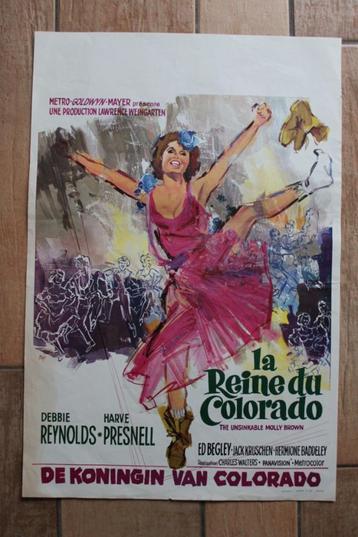 METRO-GOLDWYN-MAYER présente
UNE PRODUCTION LAWRENCE WEINGARTEN
la
Reine du
Colorado
THE UNSINKABLE MOLLY BROWN
DEBBIE HARVE
REYNOLDS • PRESNELL
ED BEGLEY • JACK KRUSCHEN • HERMIONE BADDELEY
Réalisation: CHARLES WALTERS • PANAVISION • METROCOLOR
DE KONINGIN VAN COLORADO